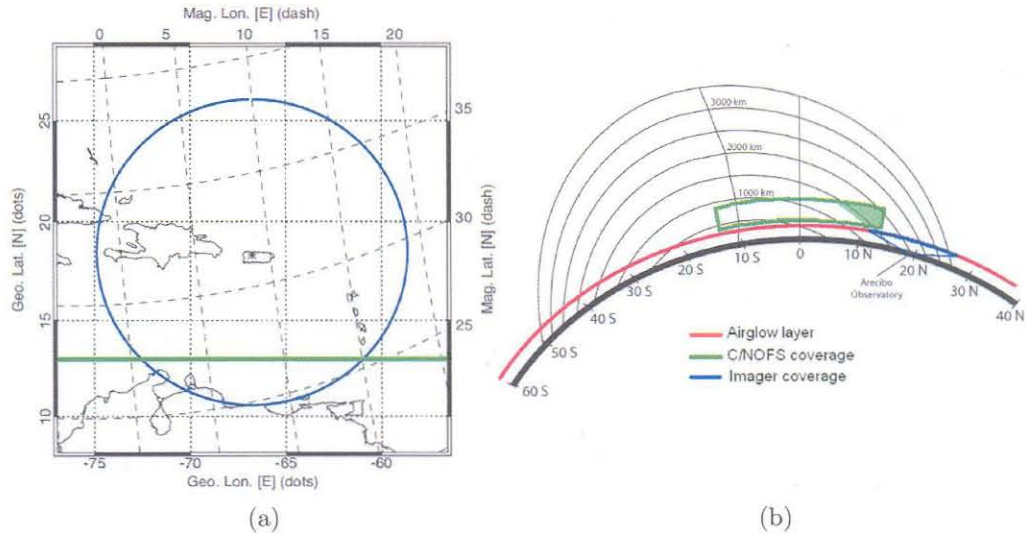 Mag. Lon. [E] (dash)
0 5 10 15 20
25
20
15
10
Geo. Lat. [N] (dots)
35
30
25
Mag. Lat. [N] (dash)
-75 -70 -65 -60
Geo. Lon. [E] (dots)
(a)
3000 km
2000 km
1000 km
60 S
50 S
40 S
30 S
20 S
10 S
0
10 N
20 N
30 N
40 N
Arecibo
Observatory
Airglow layer
C/NOFS coverage
Imager coverage
(b)